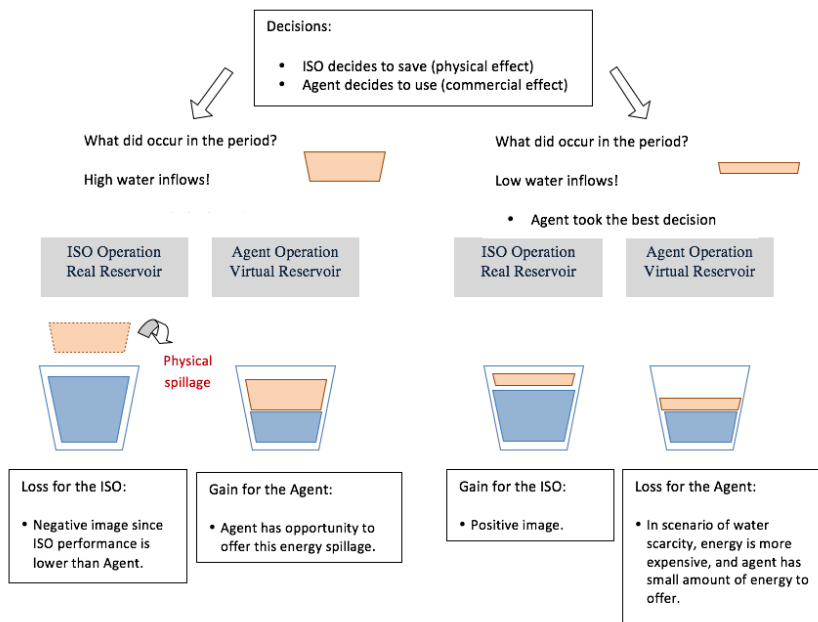 Decisions:
• ISO decides to save (physical effect)
• Agent decides to use (commercial effect)
What did occur in the period?
High water inflows!
ISO Operation
Real Reservoir
Agent Operation
Virtual Reservoir
Physical
spillage
Loss for the ISO:
• Negative image since
ISO performance is
lower than Agent.
Gain for the Agent:
• Agent has opportunity to
offer this energy spillage.
What did occur in the period?
Low water inflows!
• Agent took the best decision
ISO Operation
Real Reservoir
Agent Operation
Virtual Reservoir
Gain for the ISO:
• Positive image.
Loss for the Agent:
• In scenario of water
scarcity, energy is more
expensive, and agent has
small amount of energy to
offer.